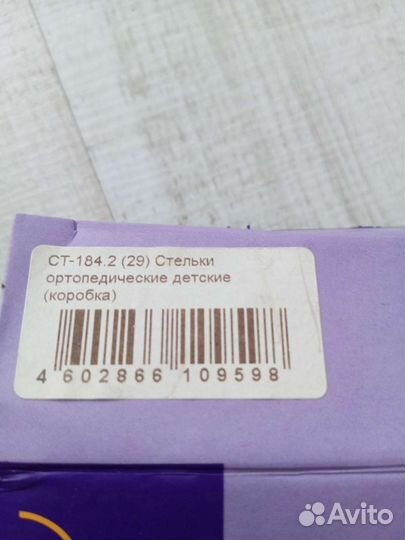 СТ-184.2 (29) Стельки
ортопедические детские
(коробка)
4 602866 109598
Avito